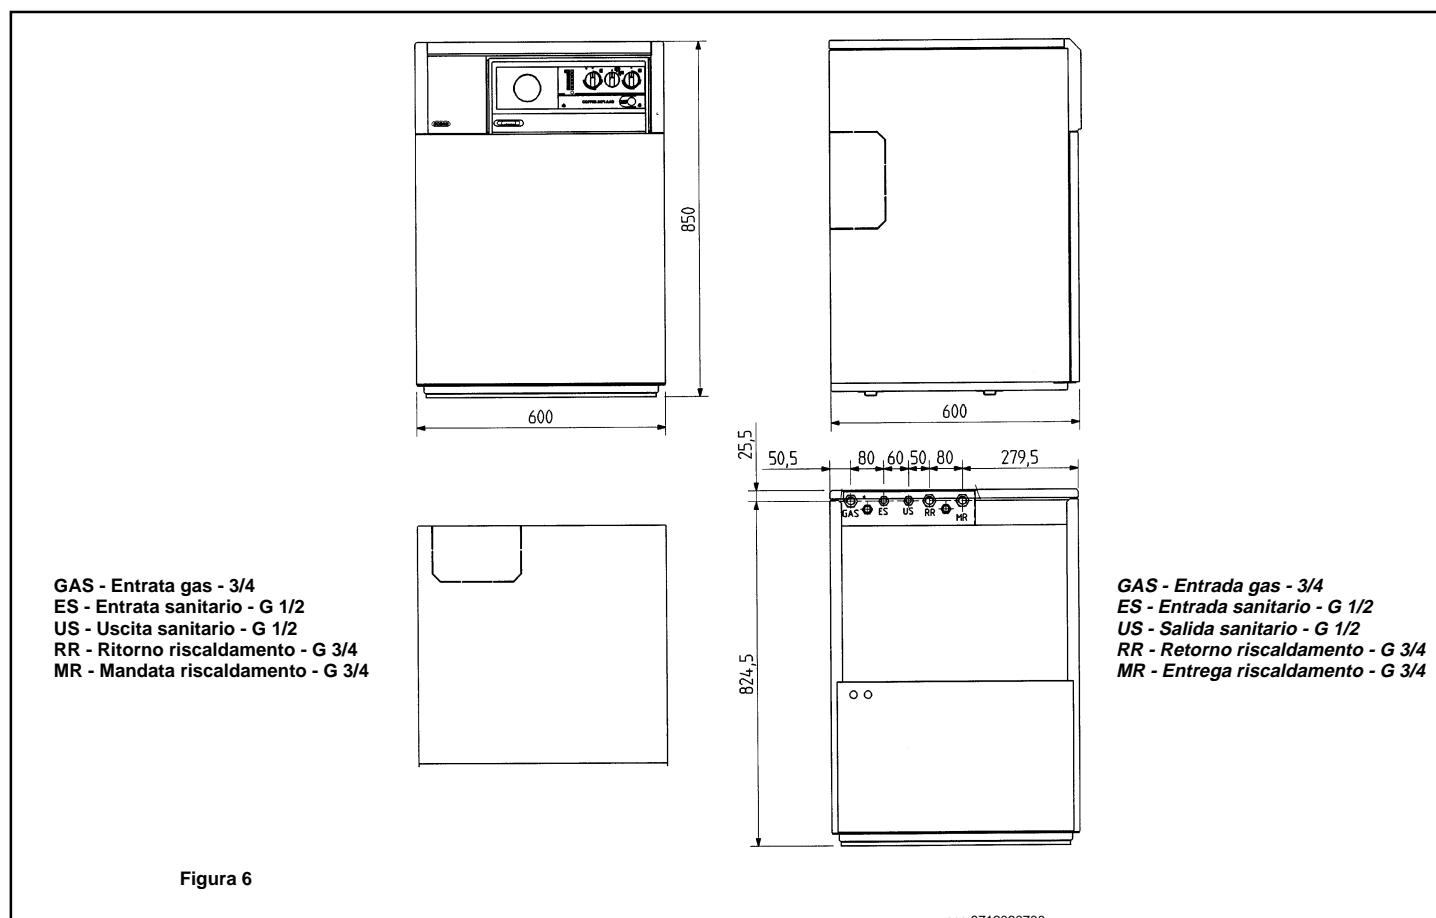 850
600
600
25,5
50,5 80 60 50 80 279,5
GAS ES US RR MR
824,5
GAS - Entrata gas - 3/4
ES - Entrata sanitario - G 1/2
US - Uscita sanitario - G 1/2
RR - Ritorno riscaldamento - G 3/4
MR - Mandata riscaldamento - G 3/4
GAS - Entrada gas - 3/4
ES - Entrada sanitario - G 1/2
US - Salida sanitario - G 1/2
RR - Retorno riscaldamento - G 3/4
MR - Entrega riscaldamento - G 3/4
Figura 6